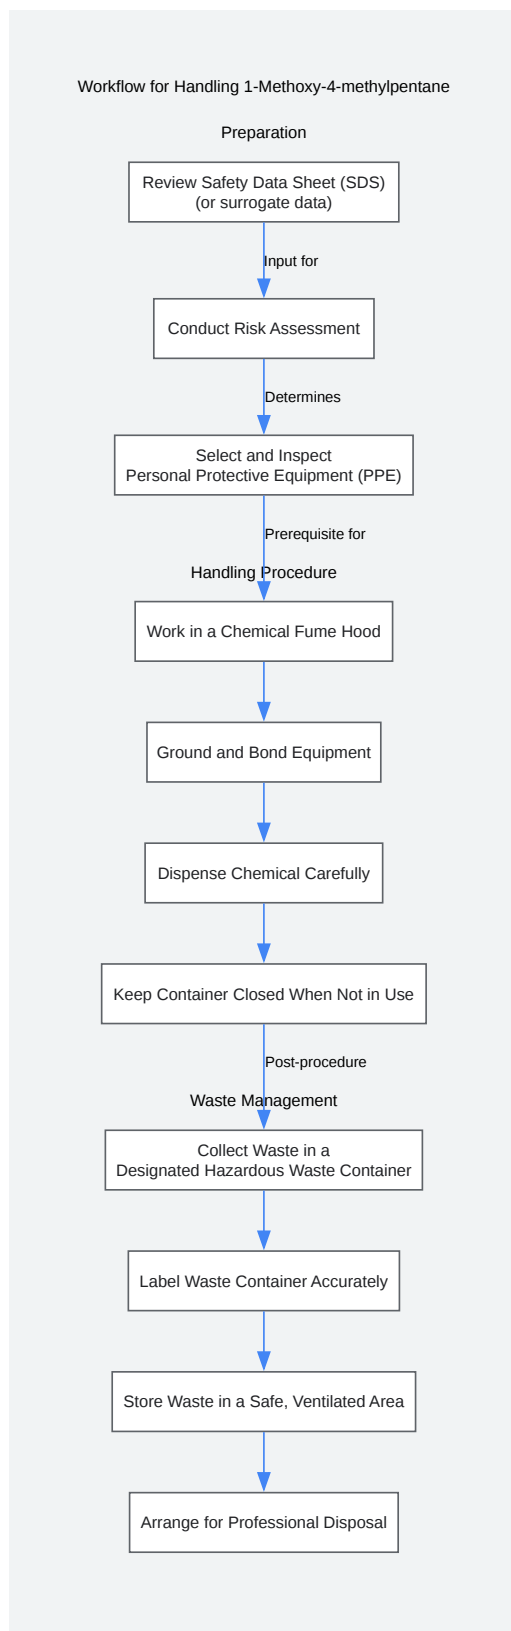 Workflow for Handling 1-Methoxy-4-methylpentane
Preparation
Review Safety Data Sheet (SDS)
(or surrogate data)
Input for
Conduct Risk Assessment
Determines
Select and Inspect
Personal Protective Equipment (PPE)
Prerequisite for
Handling Procedure
Work in a Chemical Fume Hood
Ground and Bond Equipment
Dispense Chemical Carefully
Keep Container Closed When Not in Use
Post-procedure
Waste Management
Collect Waste in a
Designated Hazardous Waste Container
Label Waste Container Accurately
Store Waste in a Safe, Ventilated Area
Arrange for Professional Disposal